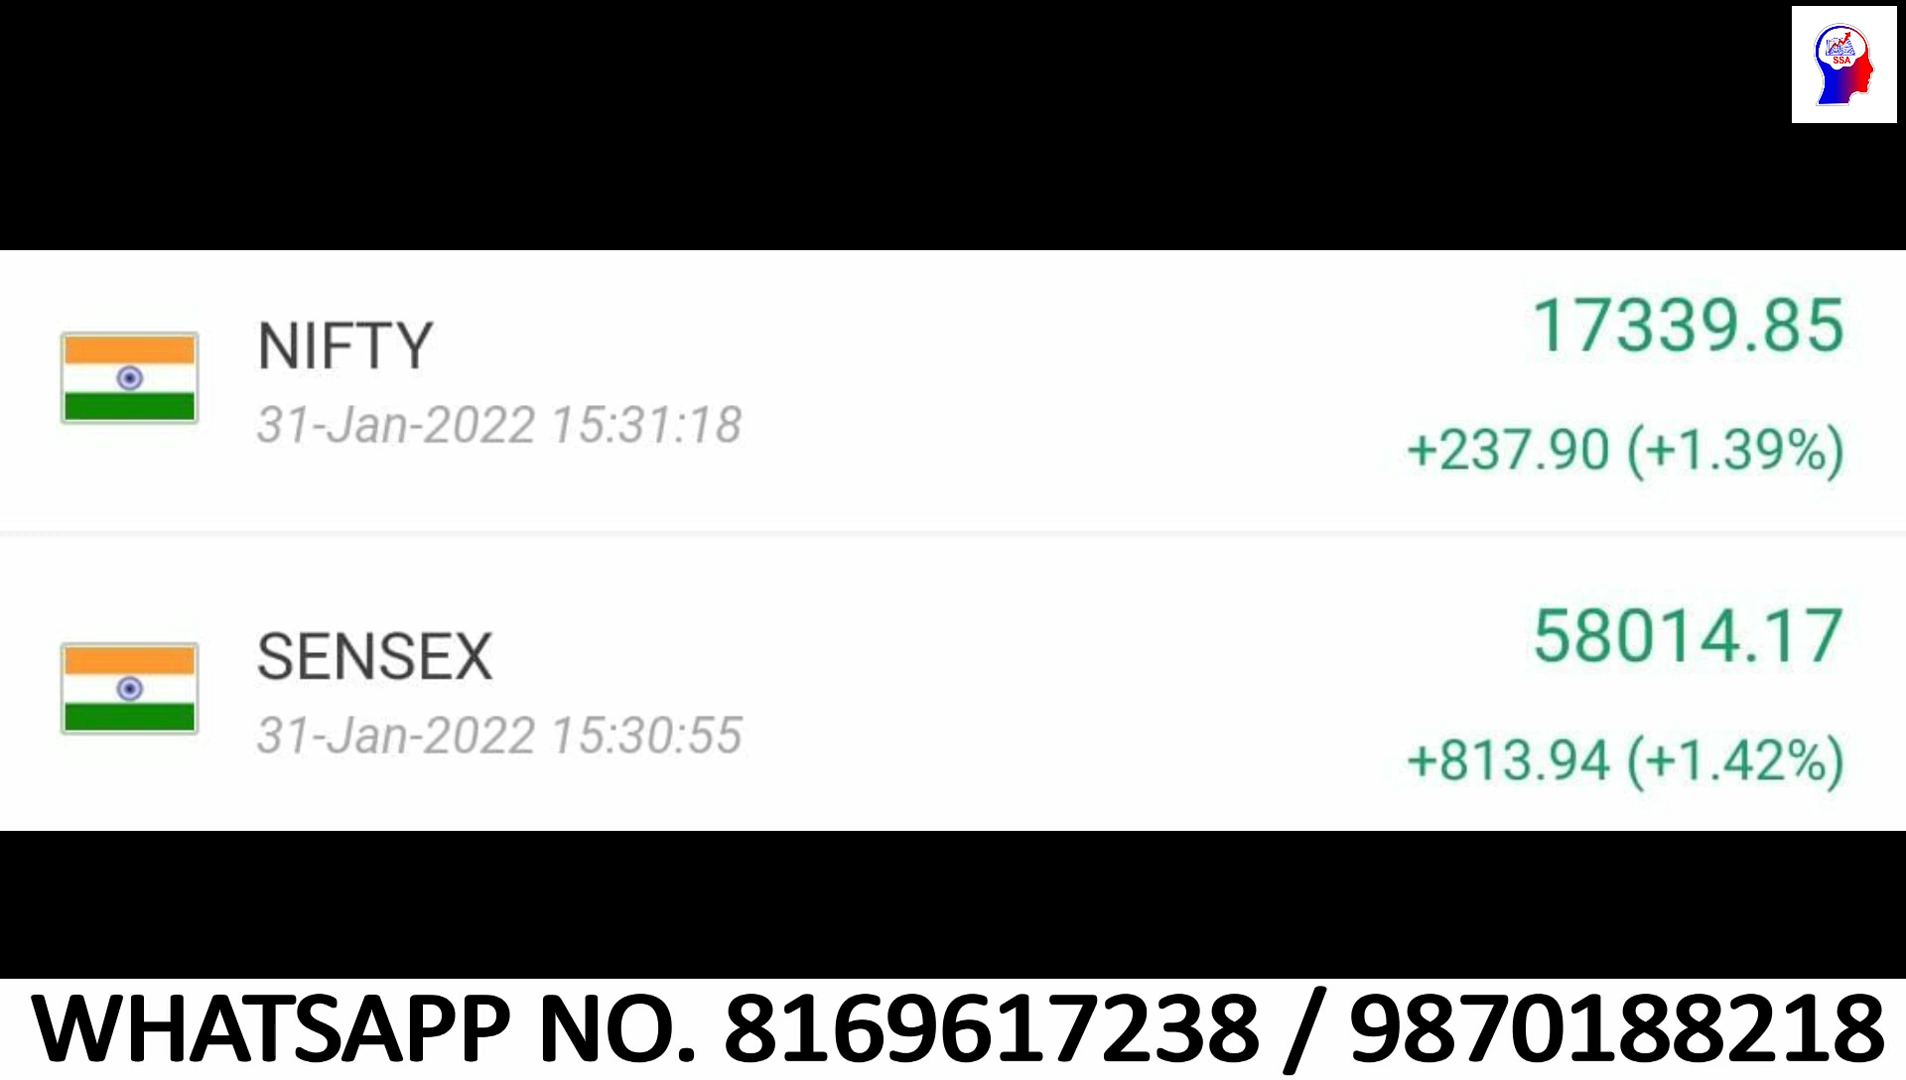 SSA
NIFTY
17339.85
31-Jan-2022 15:31:18
+237.90 (+1.39%)
SENSEX
58014.17
31-Jan-2022 15:30:55
+813.94 (+1.42%)
WHATSAPP NO. 8169617238 / 9870188218